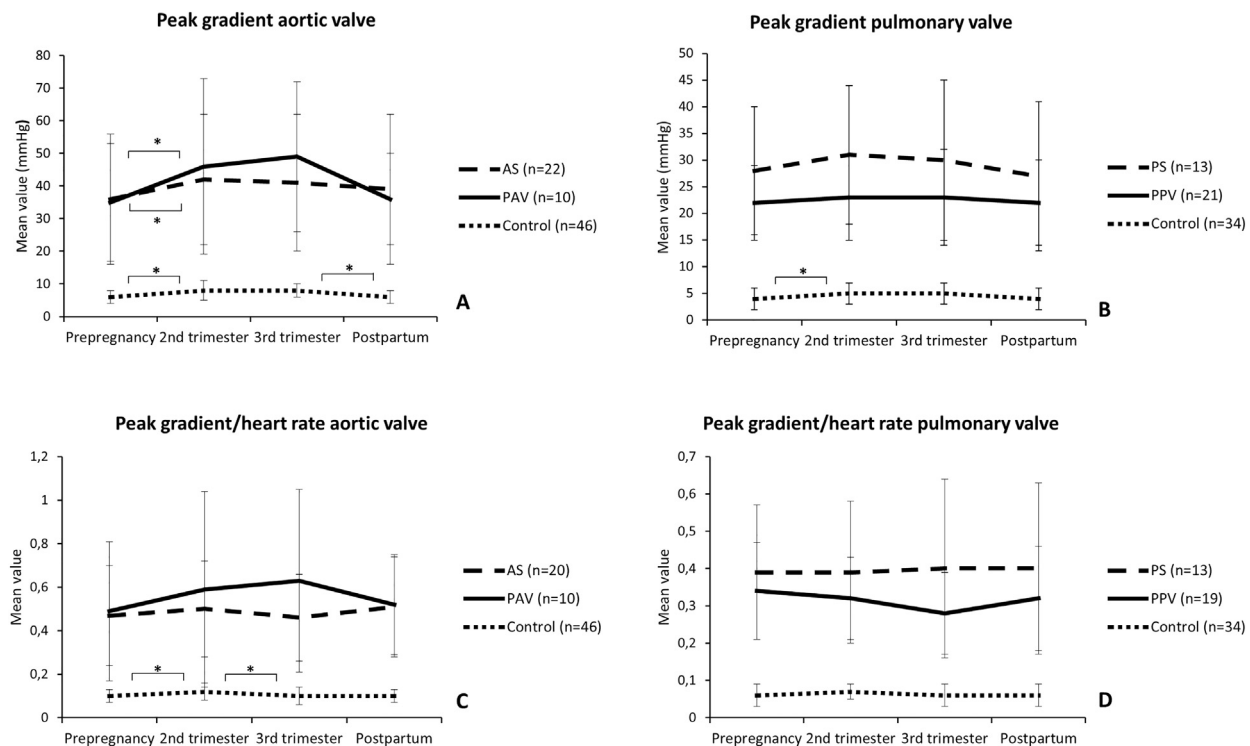 Peak gradient aortic valve
Mean value (mmHg)
80
70
60
50
40
30
20
10
0
*
*
*
*
Prepregnancy 2nd trimester 3rd trimester Postpartum
AS (n=22)
PAV (n=10)
Control (n=46)
A
Peak gradient pulmonary valve
Mean value (mmHg)
50
45
40
35
30
25
20
15
10
5
0
*
Prepregnancy 2nd trimester 3rd trimester Postpartum
PS (n=13)
PPV (n=21)
Control (n=34)
B
Peak gradient/heart rate aortic valve
Mean value
1,2
1
0,8
0,6
0,4
0,2
0
*
*
Prepregnancy 2nd trimester 3rd trimester Postpartum
AS (n=20)
PAV (n=10)
Control (n=46)
C
Peak gradient/heart rate pulmonary valve
Mean value
0,7
0,6
0,5
0,4
0,3
0,2
0,1
0
Prepregnancy 2nd trimester 3rd trimester Postpartum
PS (n=13)
PPV (n=19)
Control (n=34)
D